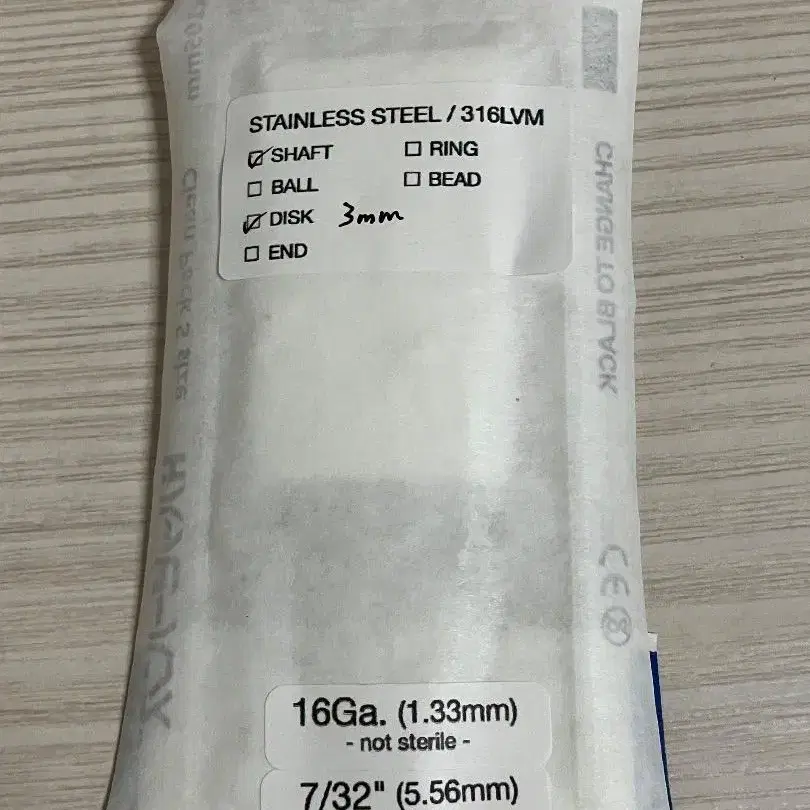 STAINLESS STEEL / 316LVM
☑ SHAFT ☐ RING
☐ BALL ☐ BEAD
☑ DISK 3mm
☐ END
CHANGE TO BLACK
CE
16Ga. (1.33mm)
- not sterile -
7/32" (5.56mm)